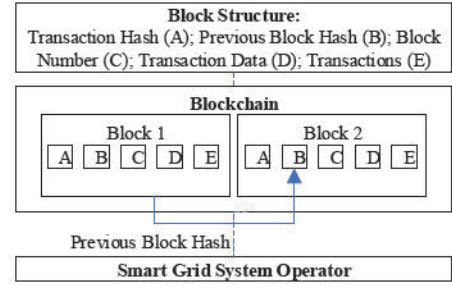 Block Structure:
Transaction Hash (A); Previous Block Hash (B); Block
Number (C); Transaction Data (D); Transactions (E)
Blockchain
Block 1
A B C D E
Block 2
A B C D E
Previous Block Hash
Smart Grid System Operator